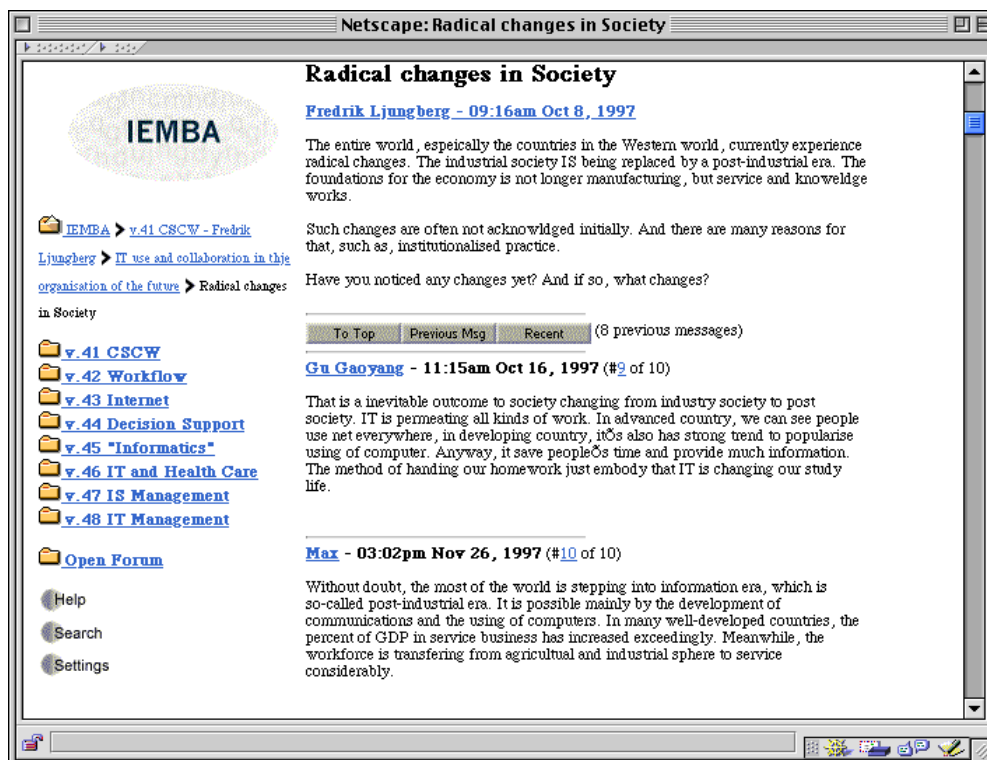 Netscape: Radical changes in Society
IEMBA
IEMBA > v.41 CSCW - Fredrik
Ljungberg > IT use and collaboration in thje
organisation of the future > Radical changes
in Society
v.41 CSCW
v.42 Workflow
v.43 Internet
v.44 Decision Support
v.45 "Informatics"
v.46 IT and Health Care
v.47 IS Management
v.48 IT Management
Open Forum
Help
Search
Settings
Radical changes in Society
Fredrik Ljungberg - 09:16am Oct 8, 1997
The entire world, espeically the countries in the Western world, currently experience
radical changes. The industrial society IS being replaced by a post-industrial era. The
foundations for the economy is not longer manufacturing, but service and knoweldge
works.
Such changes are often not acknowldged initially. And there are many reasons for
that, such as, institutionalised practice.
Have you noticed any changes yet? And if so, what changes?
To Top Previous Msg Recent (8 previous messages)
Gu Gaoyang - 11:15am Oct 16, 1997 (#9 of 10)
That is a inevitable outcome to society changing from industry society to post
society. IT is permeating all kinds of work. In advanced country, we can see people
use net everywhere, in developing country, itÕs also has strong trend to popularise
using of computer. Anyway, it save peopleÕs time and provide much information.
The method of handing our homework just embody that IT is changing our study
life.
Max - 03:02pm Nov 26, 1997 (#10 of 10)
Without doubt, the most of the world is stepping into information era, which is
so-called post-industrial era. It is possible mainly by the development of
communications and the using of computers. In many well-developed countries, the
percent of GDP in service business has increased exceedingly. Meanwhile, the
workforce is transfering from agricultual and industrial sphere to service
considerably.